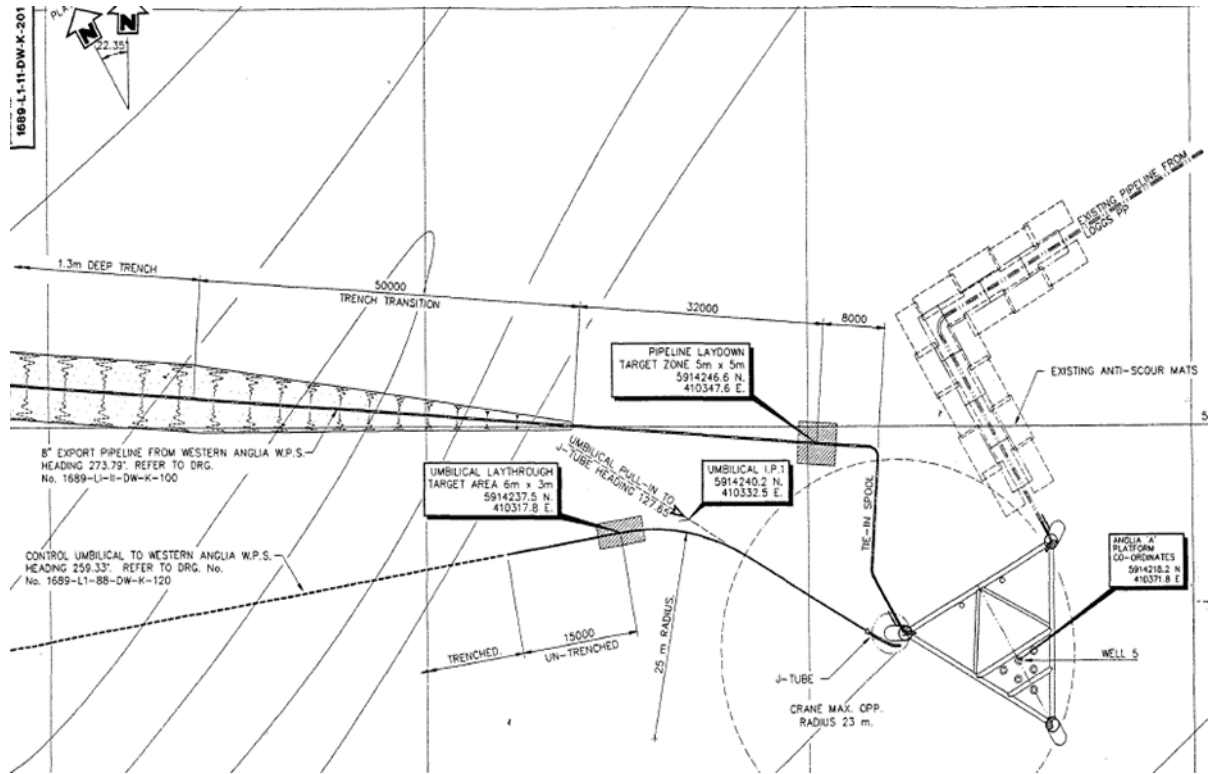 1689-L1-11-DW-K-201
N
N
22.35°
1.3m DEEP TRENCH
50000
TRENCH TRANSITION
32000
8000
EXISTING PIPELINE FROM
LOGGS PP
PIPELINE LAYDOWN
TARGET ZONE 5m x 5m
5914246.6 N.
410347.6 E.
EXISTING ANTI-SCOUR MATS
5
8" EXPORT PIPELINE FROM WESTERN ANGLIA W.P.S.
HEADING 273.79°. REFER TO DRG.
No. 1689-LI-II-DW-K-100
UMBILICAL LAYTHROUGH
TARGET AREA 6m x 3m
5914237.5 N.
410317.8 E.
UMBILICAL PULL-IN TO
J-TUBE HEADING 127.65°
UMBILICAL I.P.1
5914240.2 N.
410332.5 E.
TIE-IN SPOOL
ANGLIA 'A'
PLATFORM
CO-ORDINATES
5914218.2 N
410371.8 E
CONTROL UMBILICAL TO WESTERN ANGLIA W.P.S.
HEADING 259.33°. REFER TO DRG. No.
No. 1689-L1-88-DW-K-120
TRENCHED.
15000
UN-TRENCHED
25 m RADIUS.
J-TUBE
CRANE MAX. OPP.
RADIUS 23 m.
WELL 5